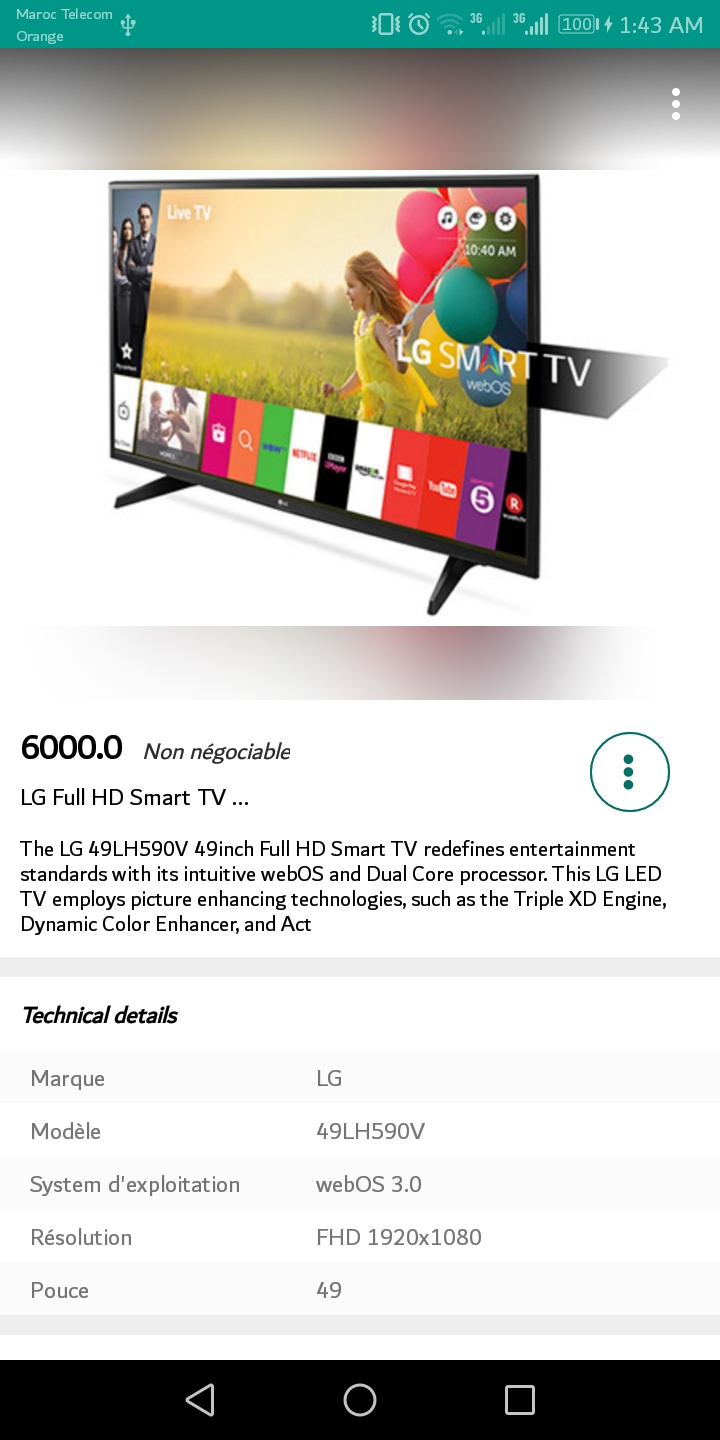 Maroc Telecom
Orange
3G
3G
100
1:43 AM
Live TV
10:40 AM
LG SMART TV
webOS
NETFLIX
YouTube
5
R
LG
6000.0 Non négociable
LG Full HD Smart TV ...
The LG 49LH590V 49inch Full HD Smart TV redefines entertainment
standards with its intuitive webOS and Dual Core processor. This LG LED
TV employs picture enhancing technologies, such as the Triple XD Engine,
Dynamic Color Enhancer, and Act
Technical details
Marque LG
Modèle 49LH590V
System d'exploitation webOS 3.0
Résolution FHD 1920x1080
Pouce 49